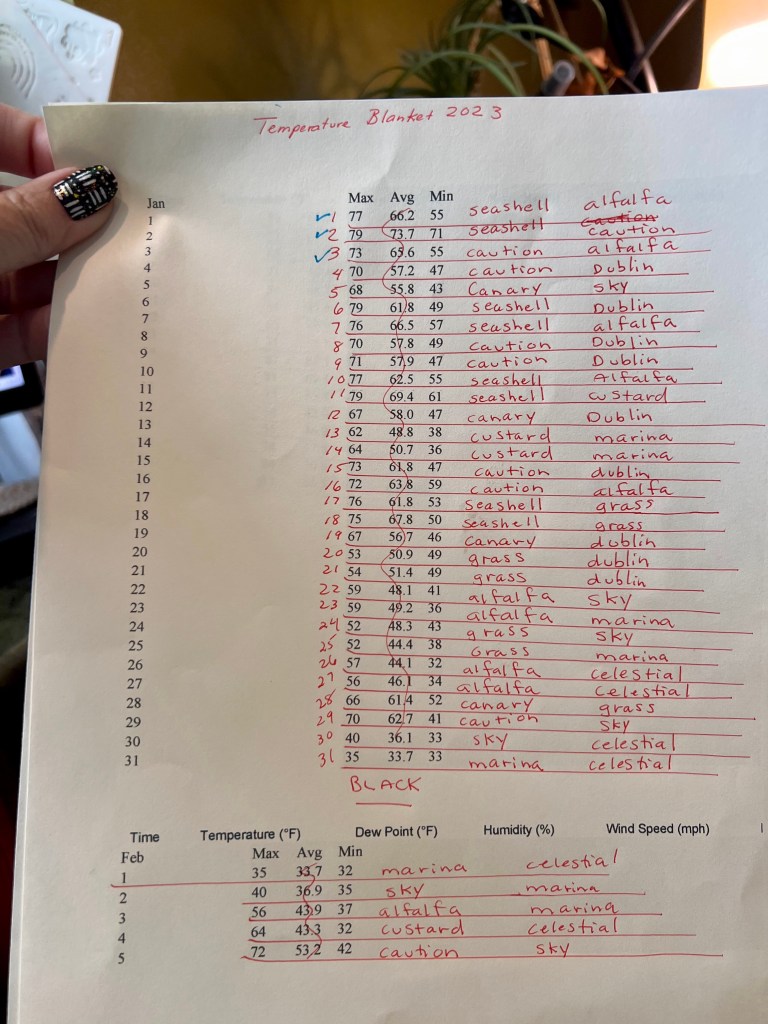 Temperature Blanket 2023
Jan Max Avg Min
1 ✓1 77 66.2 55 seashell alfalfa
2 ✓2 79 73.7 71 seashell caution caution
3 ✓3 73 65.6 55 caution alfalfa
4 4 70 57.2 47 caution Dublin
5 5 68 55.8 43 Canary sky
6 6 79 61.8 49 seashell Dublin
7 7 76 66.5 57 seashell alfalfa
8 8 70 57.8 49 caution Dublin
9 9 71 57.9 47 caution Dublin
10 10 77 62.5 55 seashell Alfalfa
11 11 79 69.4 61 seashell custard
12 12 67 58.0 47 canary Dublin
13 13 62 48.8 38 custard marina
14 14 64 50.7 36 custard marina
15 15 73 61.8 47 caution dublin
16 16 72 63.8 59 caution alfalfa
17 17 76 61.8 53 Seashell grass
18 18 75 67.8 50 Seashell grass
19 19 67 56.7 46 canary dublin
20 20 53 50.9 49 grass dublin
21 21 54 51.4 49 grass dublin
22 22 59 48.1 41 alfalfa sky
23 23 59 49.2 36 alfalfa marina
24 24 52 48.3 43 grass sky
25 25 52 44.4 38 Grass marina
26 26 57 44.1 32 alfalfa celestial
27 27 56 46.1 34 alfalfa celestial
28 28 66 61.4 52 canary grass
29 29 70 62.7 41 caution sky
30 30 40 36.1 33 sky celestial
31 31 35 33.7 33 marina celestial
BLACK
Time Temperature (°F) Dew Point (°F) Humidity (%) Wind Speed (mph)
Feb Max Avg Min
1 35 33.7 32 marina celestial
2 40 36.9 35 sky marina
3 56 43.9 37 alfalfa marina
4 64 43.3 32 custard celestial
5 72 53.2 42 caution sky